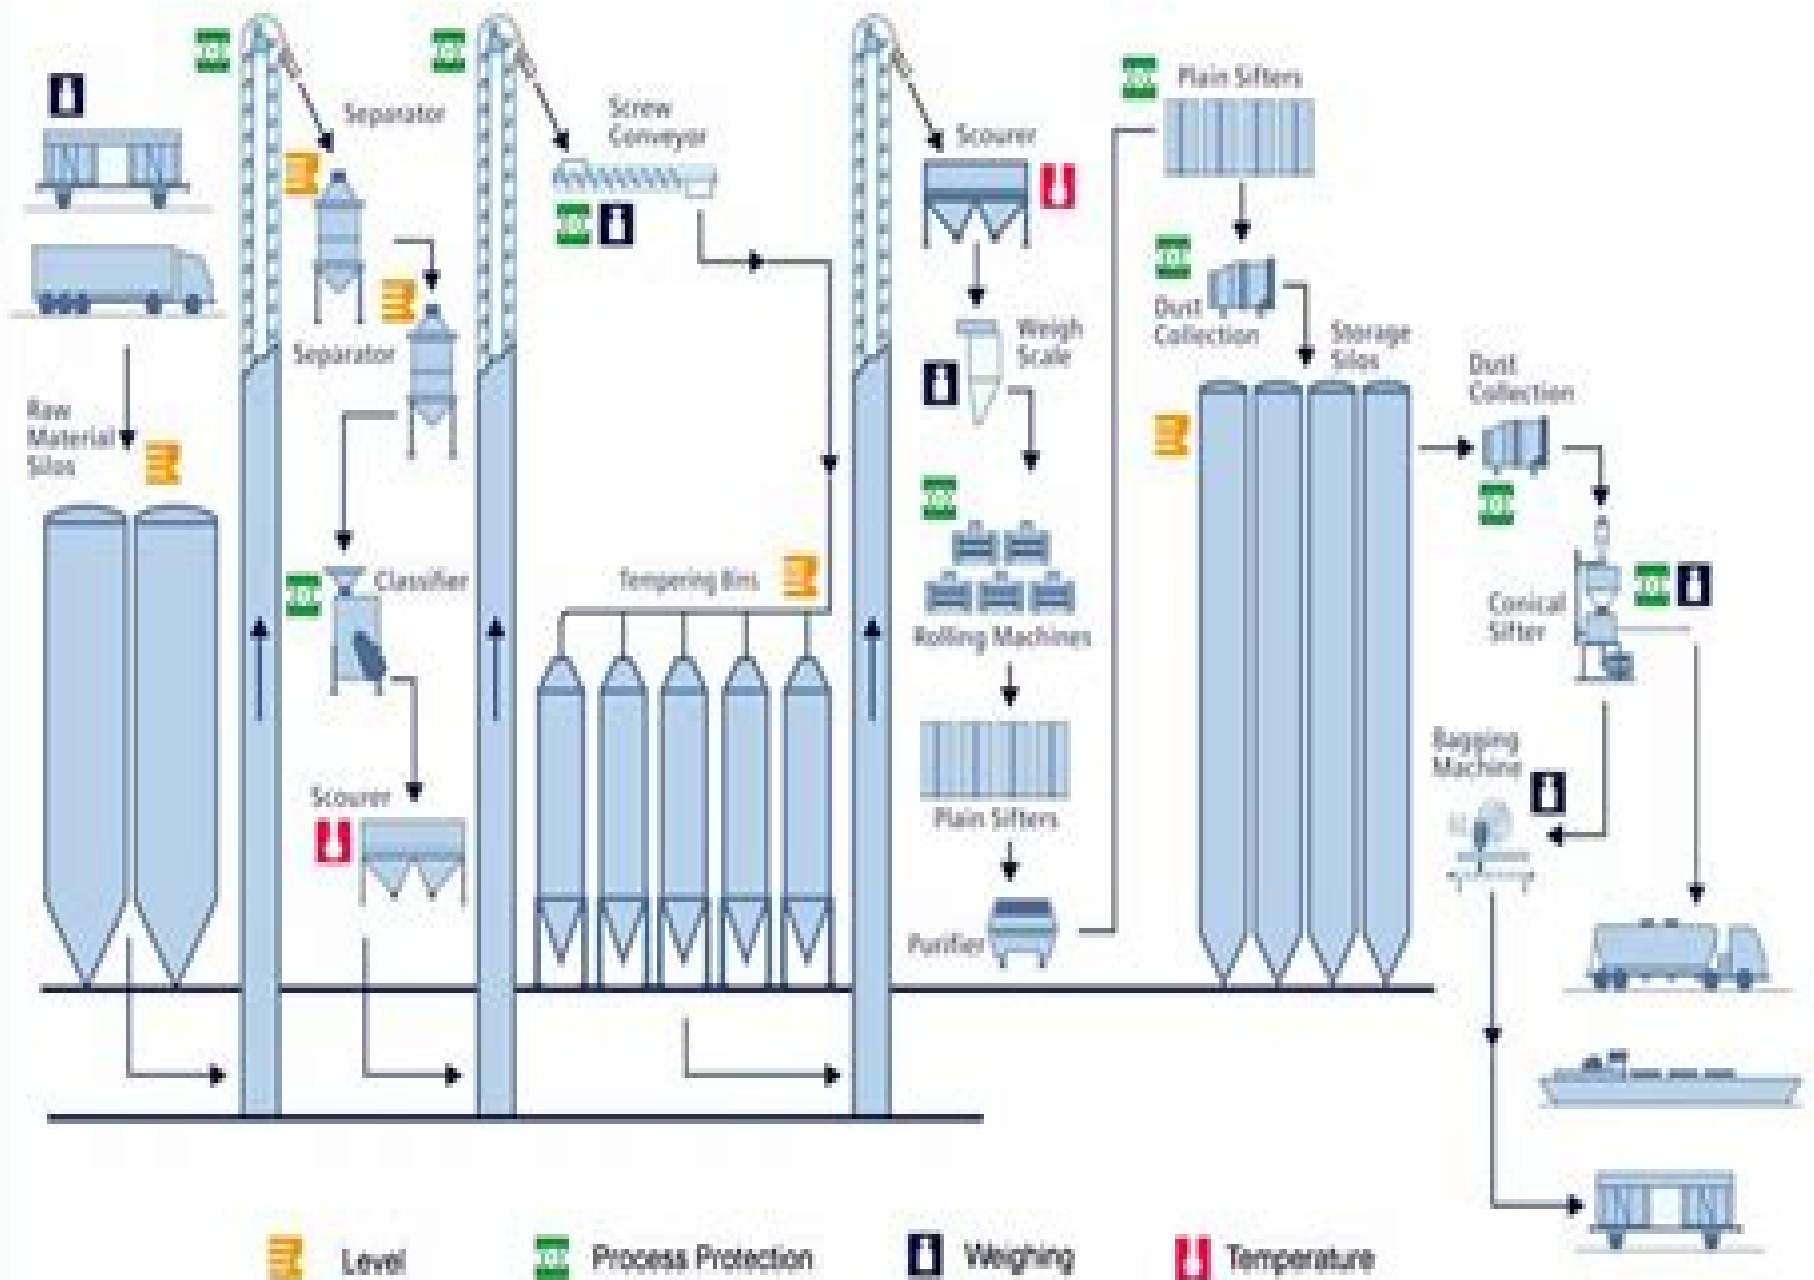 Separator
Screw
Conveyor
Scourer
Plain Sifters
Separator
Weigh
Scale
Dust
Collection
Storage
Silos
Dust
Collection
Raw
Material
Silos
Classifier
Tempering Bins
Rolling Machines
Conical
Sifter
Bagging
Machine
Scourer
Plain Sifters
Purifier
Level
Process Protection
Weighing
Temperature